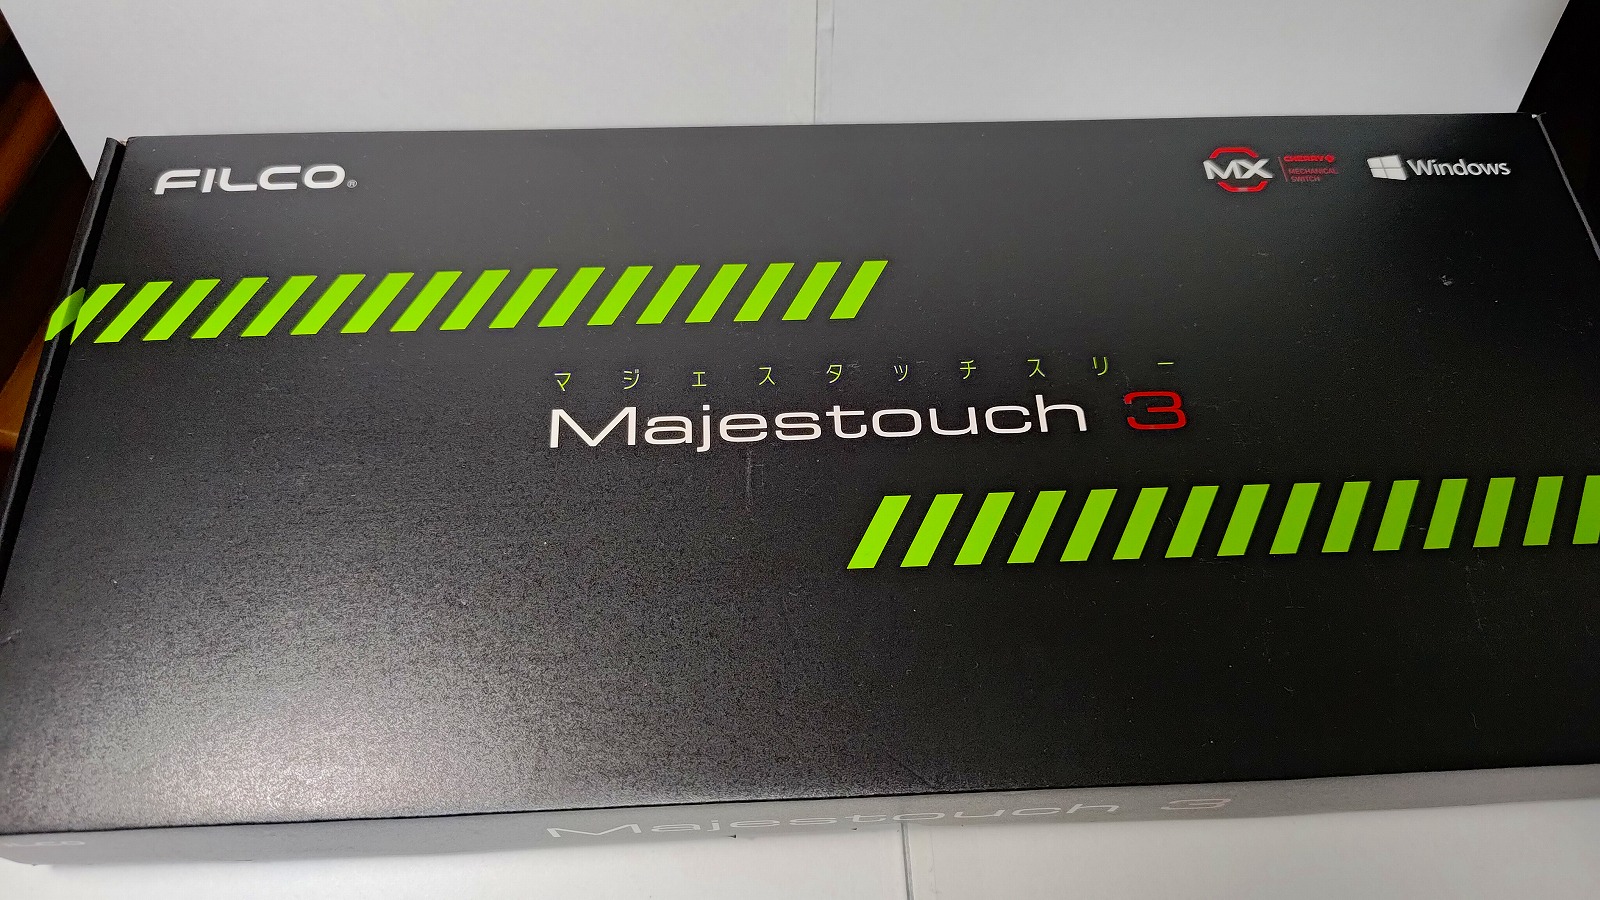 FILCO®
MX CHERRY MECHANICAL SWITCH
Windows
マジェスタッチスリー
Majestouch 3
Majestouch 3